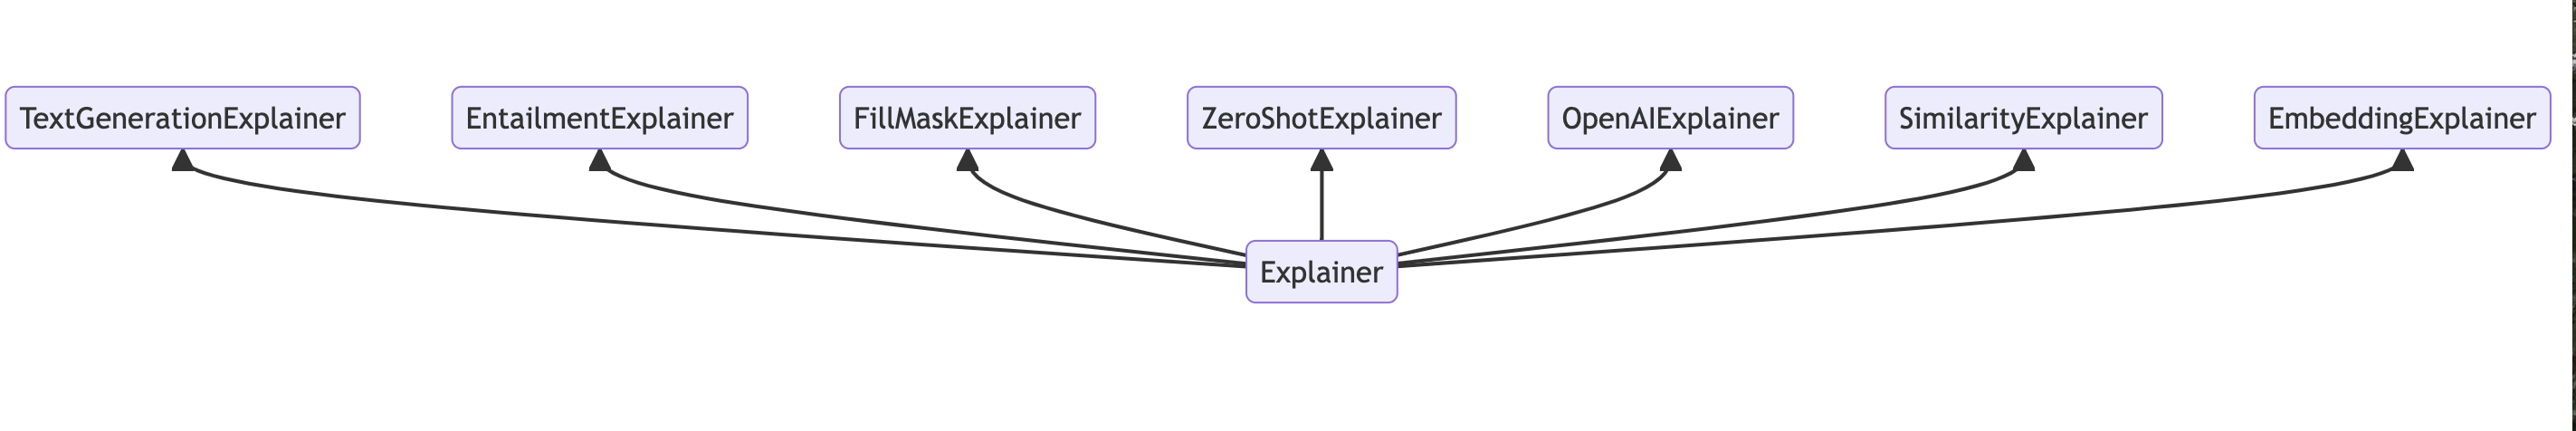 TextGenerationExplainer
EntailmentExplainer
FillMaskExplainer
ZeroShotExplainer
OpenAIExplainer
SimilarityExplainer
EmbeddingExplainer
Explainer